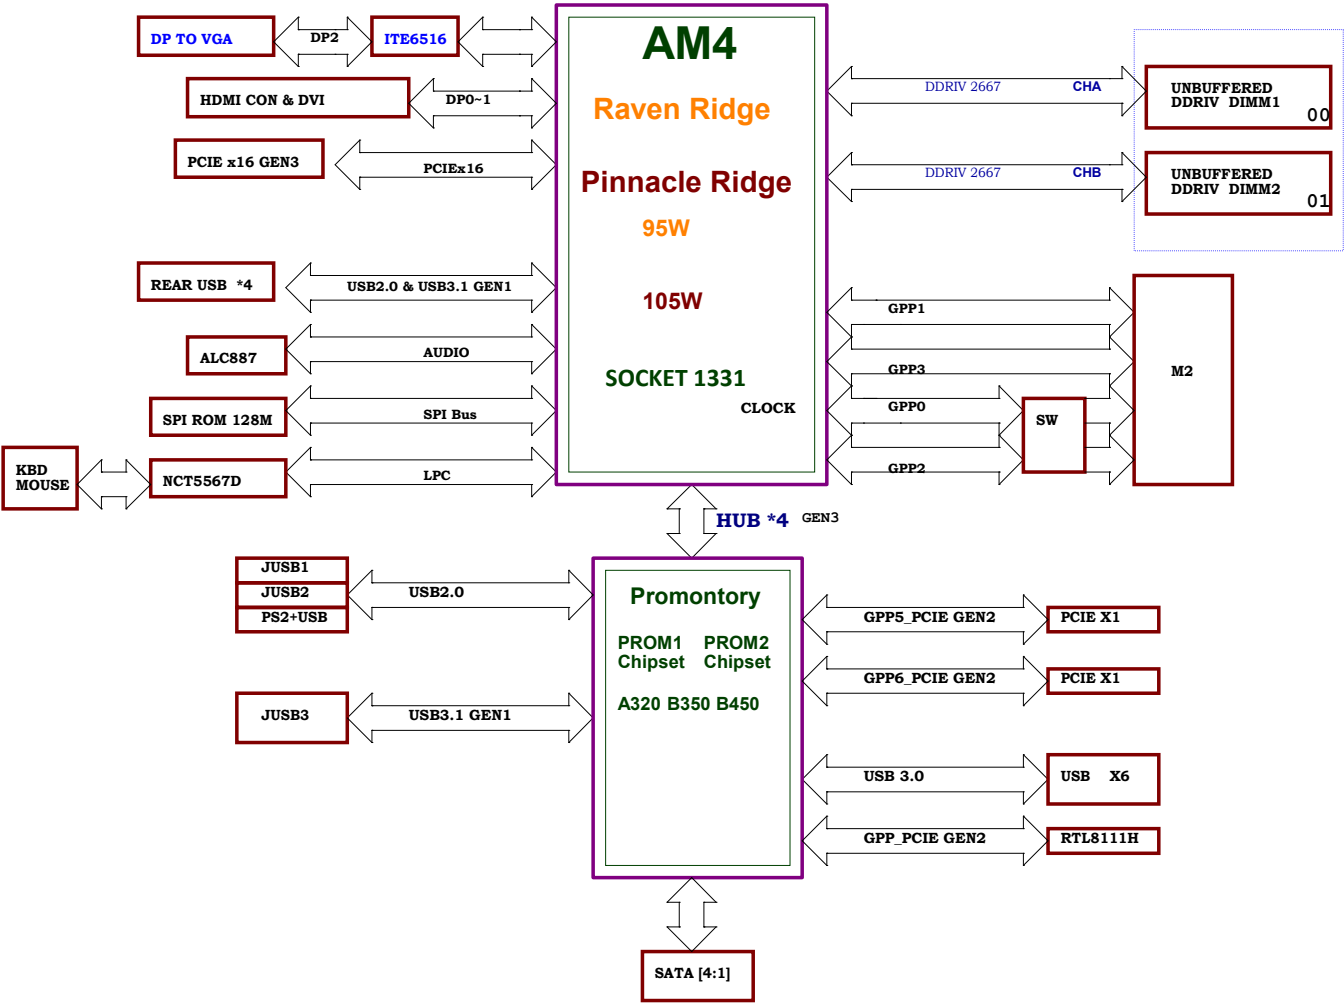 DP TO VGA
DP2
ITE6516
HDMI CON & DVI
DP0~1
PCIE x16 GEN3
PCIEx16
REAR USB *4
USB2.0 & USB3.1 GEN1
ALC887
AUDIO
SPI ROM 128M
SPI Bus
KBD
MOUSE
NCT5567D
LPC
AM4
Raven Ridge
Pinnacle Ridge
95W
105W
SOCKET 1331
CLOCK
DDRIV 2667 CHA
UNBUFFERED
DDRIV DIMM1
00
DDRIV 2667 CHB
UNBUFFERED
DDRIV DIMM2
01
GPP1
GPP3
GPP0
GPP2
SW
M2
HUB *4 GEN3
JUSB1
JUSB2
PS2+USB
USB2.0
JUSB3
USB3.1 GEN1
Promontory
PROM1 PROM2
Chipset Chipset
A320 B350 B450
GPP5_PCIE GEN2
PCIE X1
GPP6_PCIE GEN2
PCIE X1
USB 3.0
USB X6
GPP_PCIE GEN2
RTL8111H
SATA [4:1]